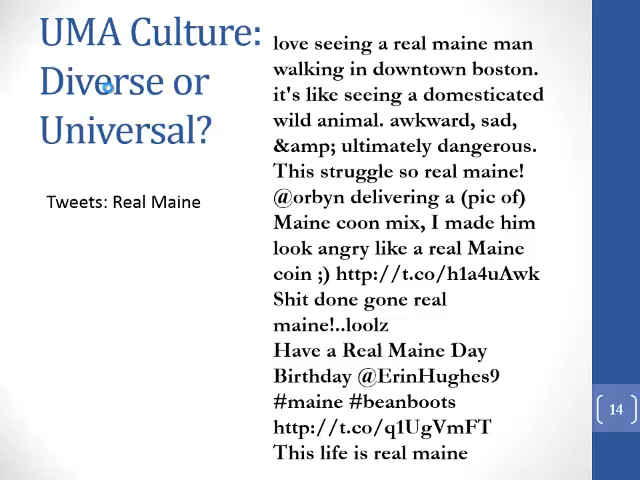 UMA Culture:
Diverse or
Universal?
Tweets: Real Maine
love seeing a real maine man
walking in downtown boston.
it's like seeing a domesticated
wild animal. awkward, sad,
&amp; ultimately dangerous.
This struggle so real maine!
@orbyn delivering a (pic of)
Maine coon mix, I made him
look angry like a real Maine
coin ;) http://t.co/h1a4uAwk
Shit done gone real
maine!..loolz
Have a Real Maine Day
Birthday @ErinHughes9
#maine #beanboots
http://t.co/q1UgVmFT
This life is real maine
14